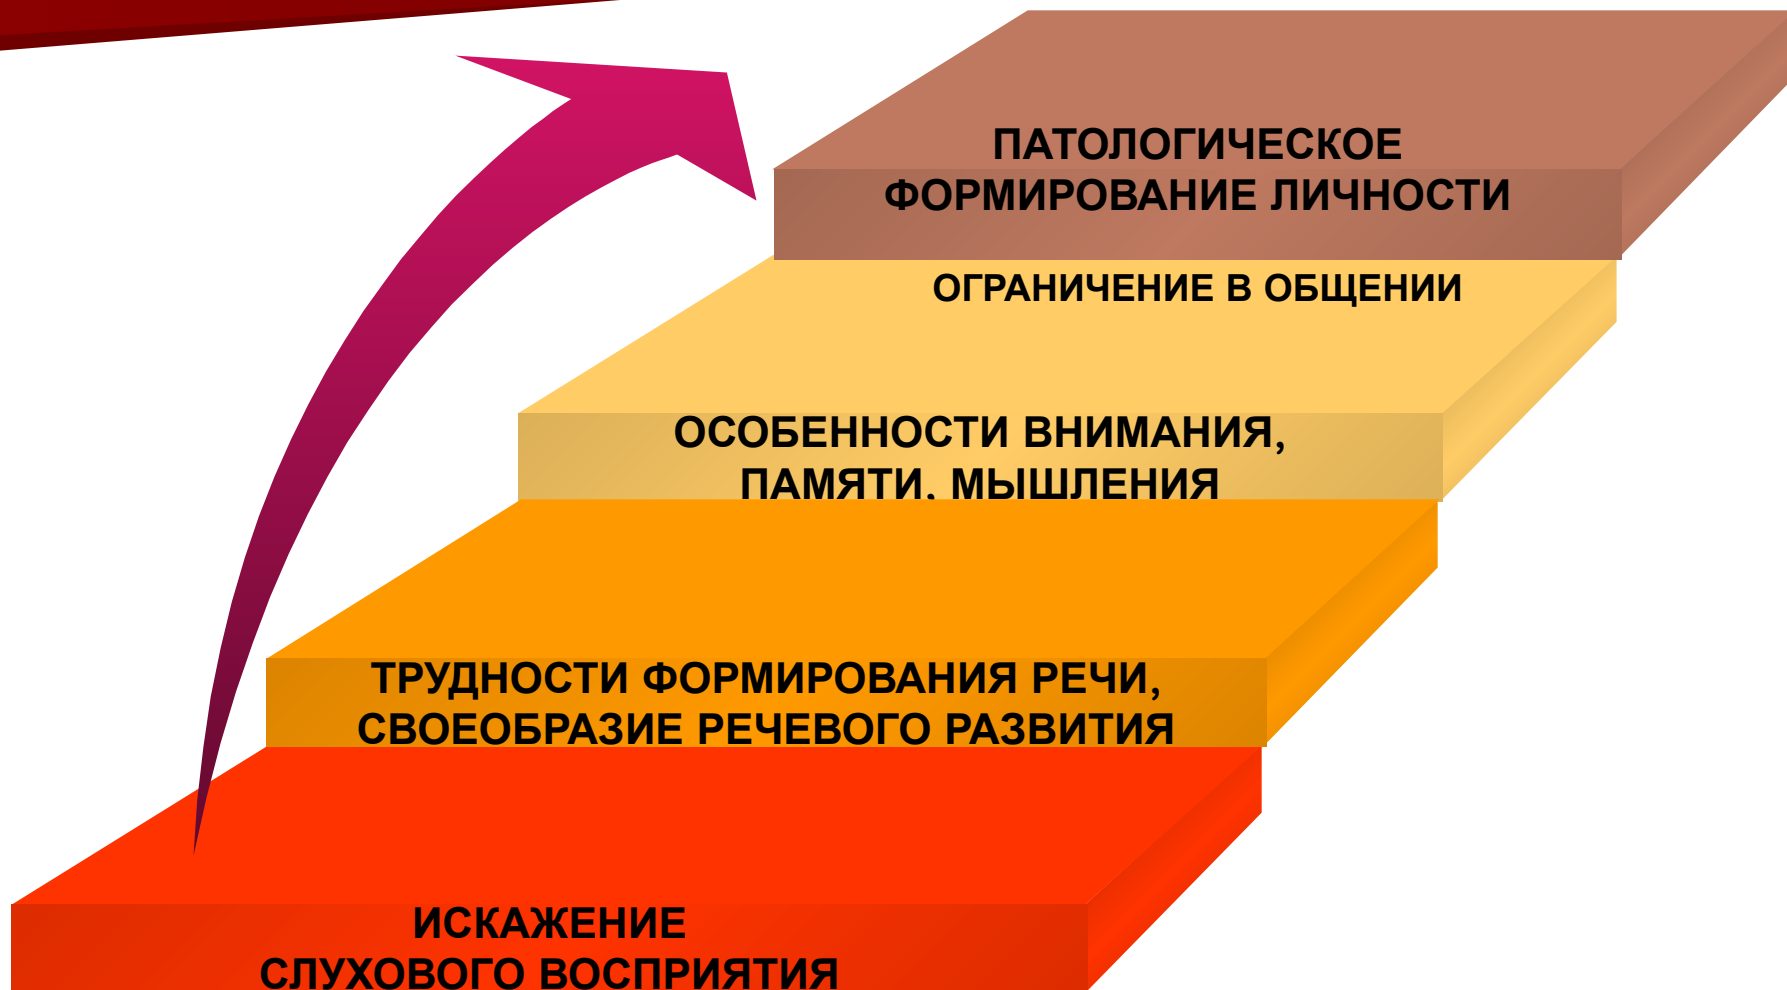 ПАТОЛОГИЧЕСКОЕ
ФОРМИРОВАНИЕ ЛИЧНОСТИ
ОГРАНИЧЕНИЕ В ОБЩЕНИИ
ОСОБЕННОСТИ ВНИМАНИЯ,
ПАМЯТИ, МЫШЛЕНИЯ
ТРУДНОСТИ ФОРМИРОВАНИЯ РЕЧИ,
СВОЕОБРАЗИЕ РЕЧЕВОГО РАЗВИТИЯ
ИСКАЖЕНИЕ
СЛУХОВОГО ВОСПРИЯТИЯ